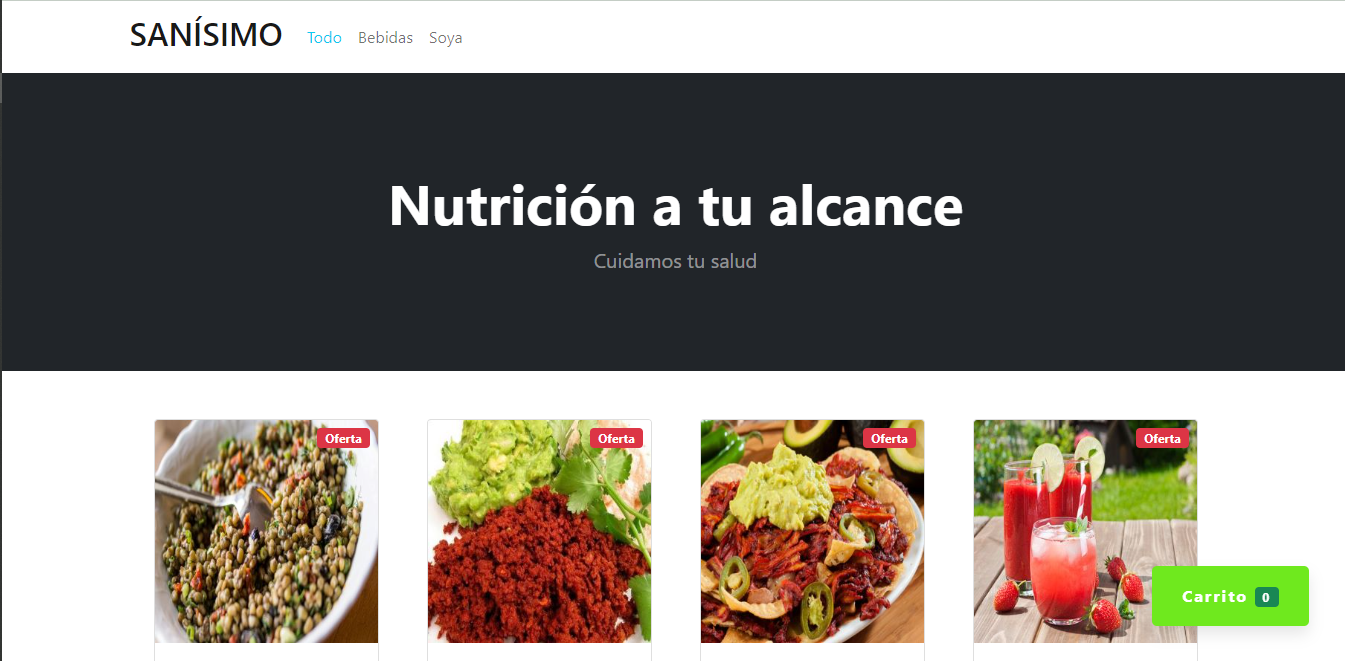 SANÍSIMO Todo Bebidas Soya
Nutrición a tu alcance
Cuidamos tu salud
Oferta Oferta Oferta Oferta
Carrito 0